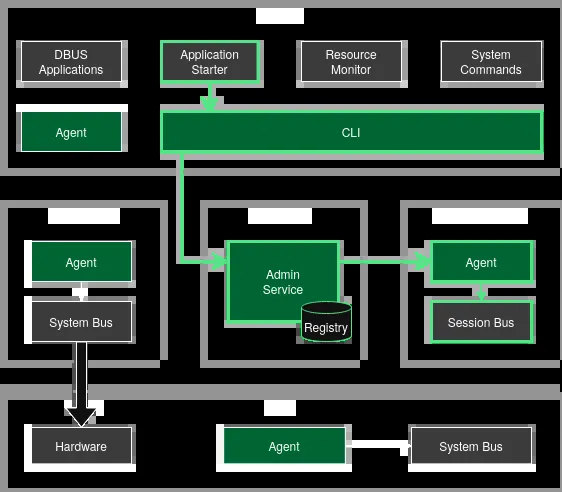 DBUS
Applications
Application
Starter
Resource
Monitor
System
Commands
Agent
CLI
Agent
System Bus
Admin
Service
Registry
Agent
Session Bus
Hardware
Agent
System Bus